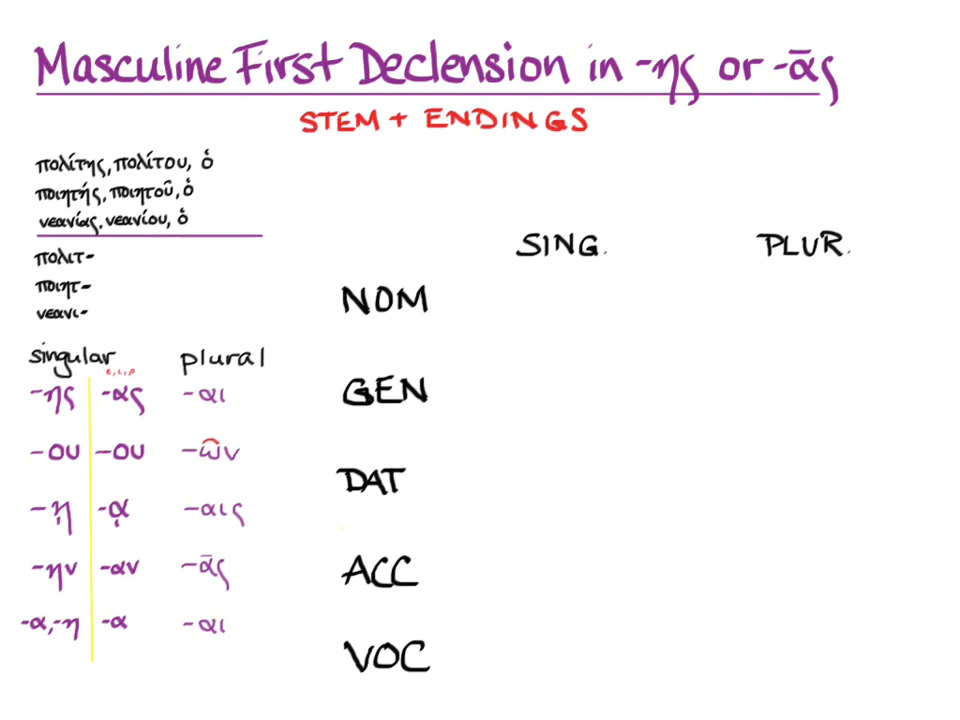 Masculine First Declension in -ης or -ᾱς
STEM + ENDINGS
πολίτης, πολίτου, ὁ
ποιητής, ποιητοῦ, ὁ
νεανίας, νεανίου, ὁ
πολιτ-
ποιητ-
νεανι-
singular plural
ε, ι, ρ
-ης -ας -αι
-ου -ου -ῶν
-ῃ -ᾳ -αις
-ην -αν -ᾱς
-α, -η -α -αι
SING. PLUR.
NOM
GEN
DAT
ACC
VOC